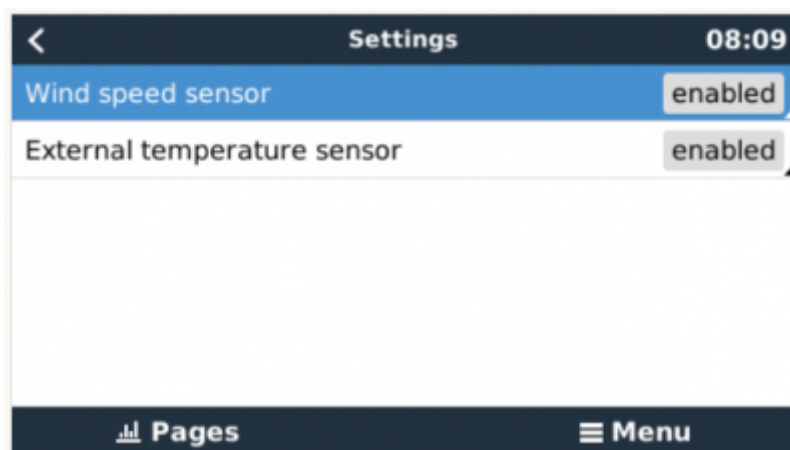 Settings 08:09
Wind speed sensor enabled
External temperature sensor enabled
Pages Menu